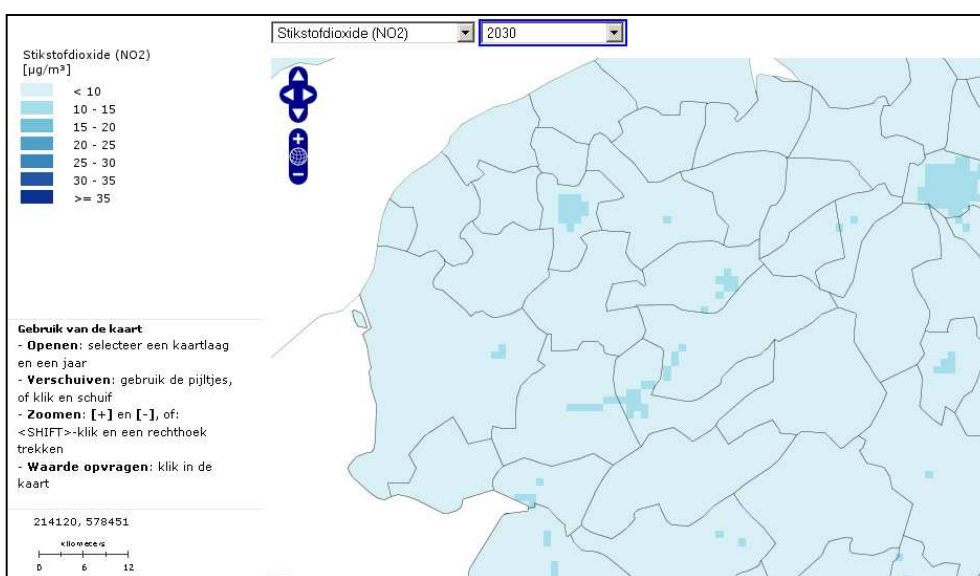 Stikstofdioxide (NO2)
2030
Stikstofdioxide (NO2)
[µg/m³]
< 10
10 - 15
15 - 20
20 - 25
25 - 30
30 - 35
>= 35
Gebruik van de kaart
- Openen: selecteer een kaartlaag
en een jaar
- Verschuiven: gebruik de pijltjes,
of klik en schuif
- Zoomen: [+] en [-], of:
<SHIFT>-klik en een rechthoek
trekken
- Waarde opvragen: klik in de
kaart
214120, 578451
kilometers
0 6 12